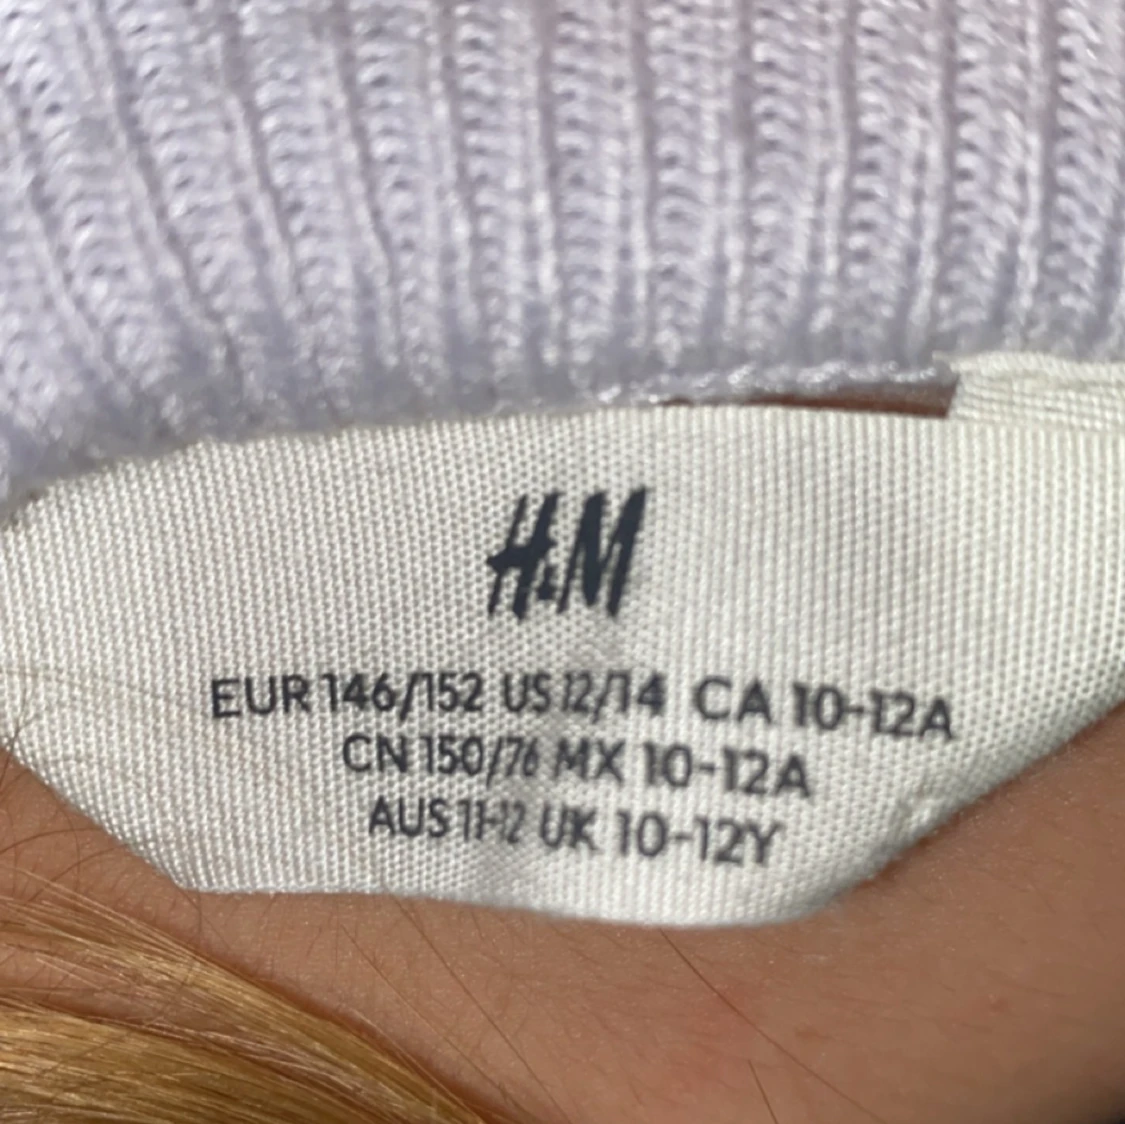 H&M
EUR 146/152 US 12/14 CA 10-12A
CN 150/76 MX 10-12A
AUS 11-12 UK 10-12Y